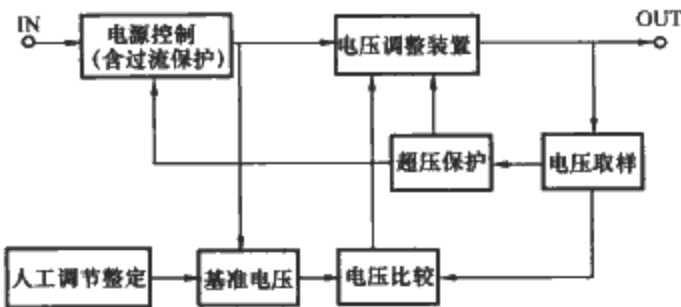 IN
电源控制
(含过流保护)
电压调整装置
OUT
超压保护
电压取样
人工调节整定
基准电压
电压比较